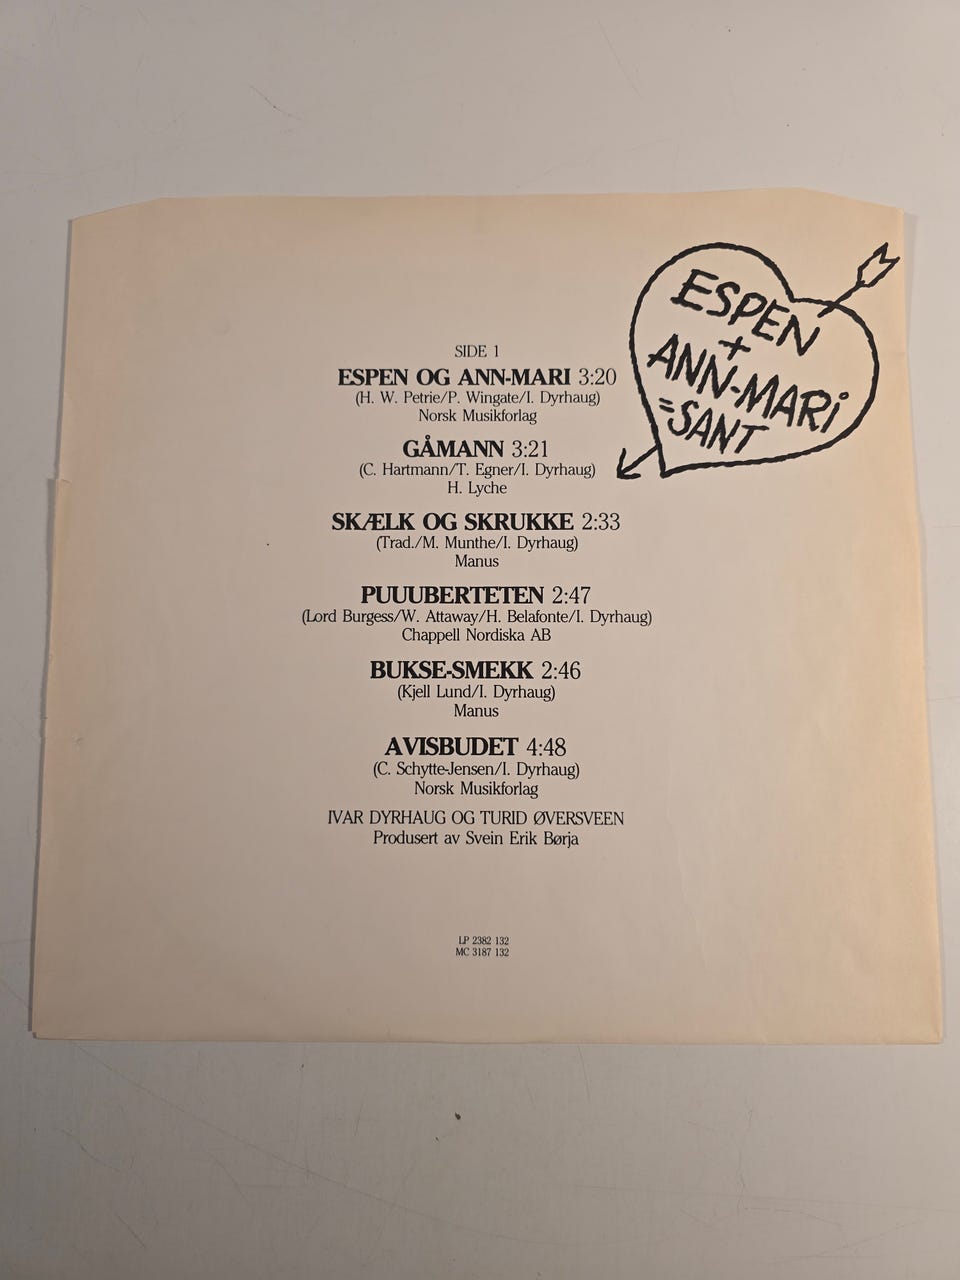 ESPEN
+
ANN-MARi
=SANT
SIDE 1
ESPEN OG ANN-MARI 3:20
(H. W. Petrie/P. Wingate/I. Dyrhaug)
Norsk Musikforlag
GÅMANN 3:21
(C. Hartmann/T. Egner/I. Dyrhaug)
H. Lyche
SKÆLK OG SKRUKKE 2:33
(Trad./M. Munthe/I. Dyrhaug)
Manus
PUUUBERTETEN 2:47
(Lord Burgess/W. Attaway/H. Belafonte/I. Dyrhaug)
Chappell Nordiska AB
BUKSE-SMEKK 2:46
(Kjell Lund/I. Dyrhaug)
Manus
AVISBUDET 4:48
(C. Schytte-Jensen/I. Dyrhaug)
Norsk Musikforlag
IVAR DYRHAUG OG TURID ØVERSVEEN
Produsert av Svein Erik Børja
LP 2382 132
MC 3187 132